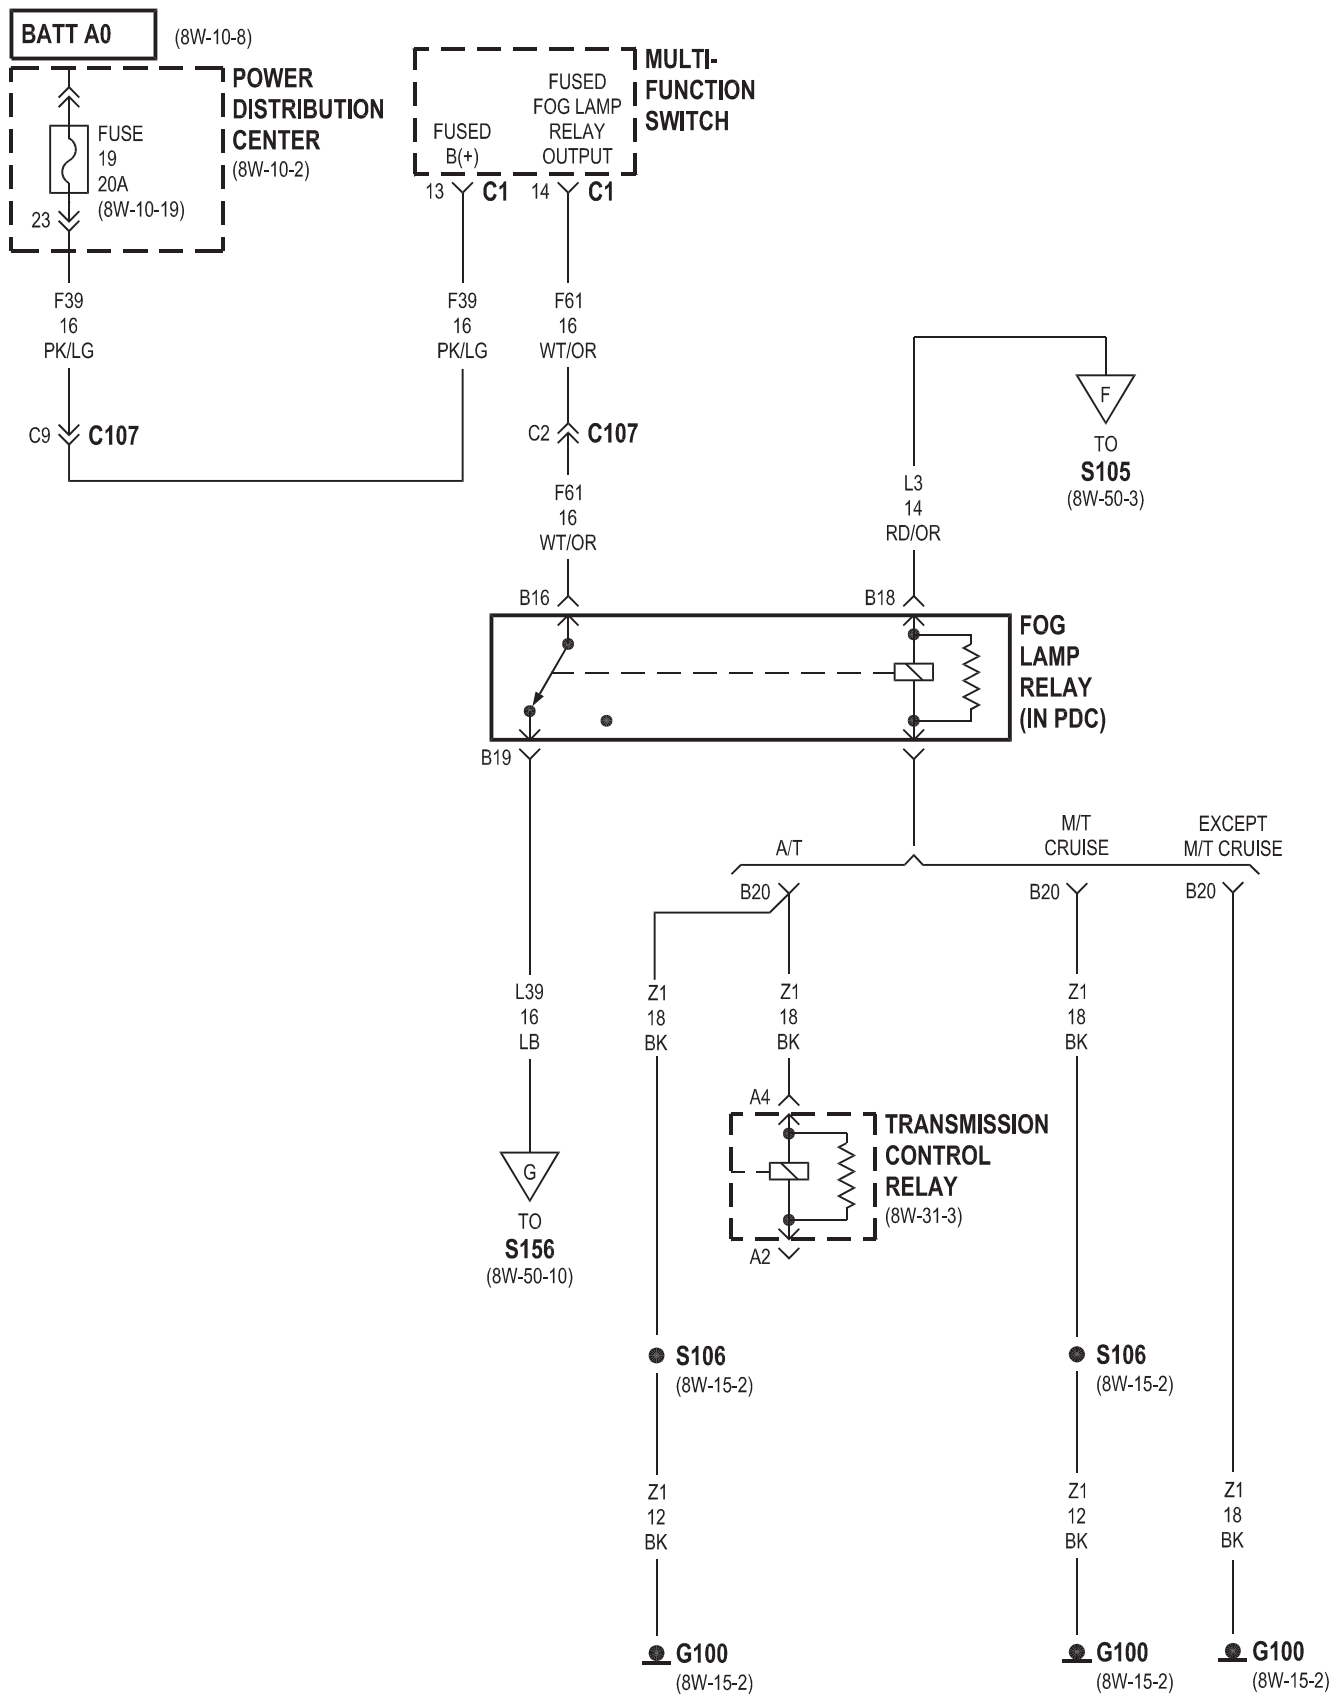 BATT A0
(8W-10-8)
POWER
DISTRIBUTION
CENTER
(8W-10-2)
FUSE
19
20A
(8W-10-19)
23
MULTI-
FUNCTION
SWITCH
FUSED
B(+)
FUSED
FOG LAMP
RELAY
OUTPUT
13
C1
14
C1
F39
16
PK/LG
F39
16
PK/LG
F61
16
WT/OR
C9
C107
C2
C107
F61
16
WT/OR
F
TO
S105
(8W-50-3)
L3
14
RD/OR
B16
B18
FOG
LAMP
RELAY
(IN PDC)
B19
A/T
M/T
CRUISE
EXCEPT
M/T CRUISE
B20
B20
B20
L39
16
LB
Z1
18
BK
Z1
18
BK
Z1
18
BK
A4
TRANSMISSION
CONTROL
RELAY
(8W-31-3)
A2
G
TO
S156
(8W-50-10)
S106
(8W-15-2)
S106
(8W-15-2)
Z1
12
BK
Z1
12
BK
Z1
18
BK
G100
(8W-15-2)
G100
(8W-15-2)
G100
(8W-15-2)